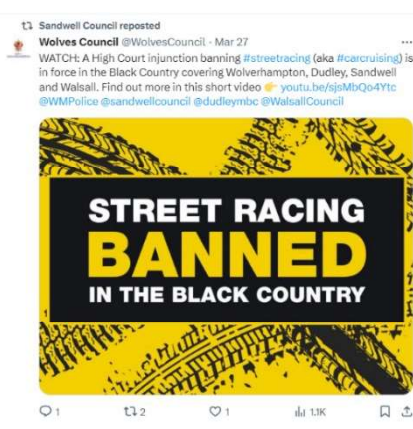 Sandwell Council reposted
Wolves Council @WolvesCouncil · Mar 27
WATCH: A High Court injunction banning #streetracing (aka #carcruising) is
in force in the Black Country covering Wolverhampton, Dudley, Sandwell
and Walsall. Find out more in this short video 👉 youtu.be/sjsMbQo4Ytc
@WMPolice @sandwellcouncil @dudleymbc @WalsallCouncil
STREET RACING
BANNED
IN THE BLACK COUNTRY
1 2 1 1.1K